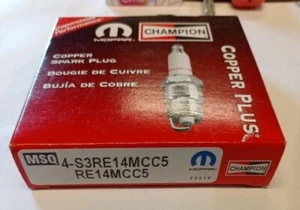 MOPAR
CHAMPION
COPPER
SPARK PLUG
BOUGIE DE CUIVRE
BUJÍA DE COBRE
COPPER PLUS
MSQ
4-S3RE14MCC5
RE14MCC5
MOPAR
CHAMPION